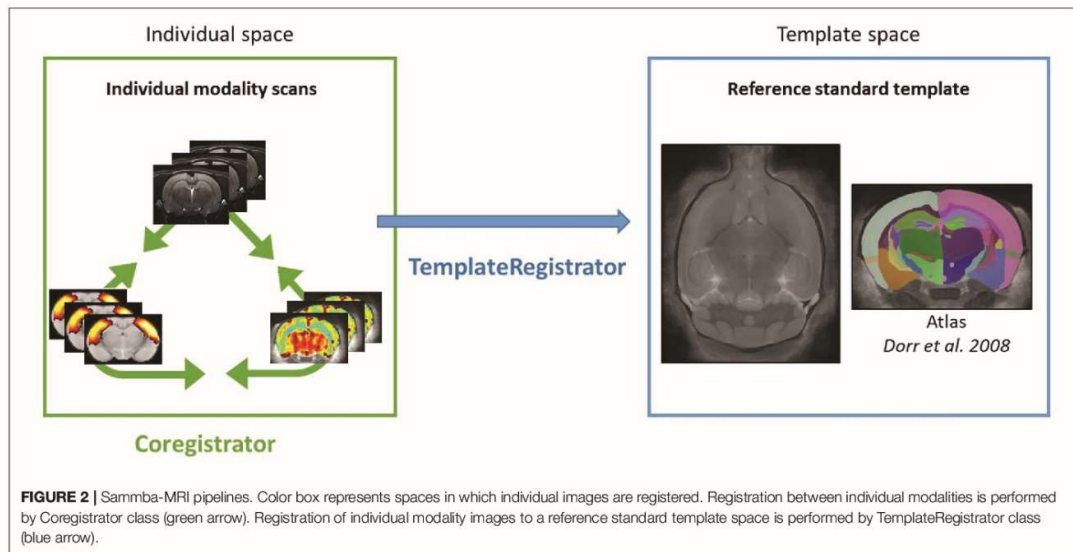 Individual space
Template space
Individual modality scans
Reference standard template
TemplateRegistrator
Atlas
Dorr et al. 2008
Coregistrator
FIGURE 2 | Sammba-MRI pipelines. Color box represents spaces in which individual images are registered. Registration between individual modalities is performed
by Coregistrator class (green arrow). Registration of individual modality images to a reference standard template space is performed by TemplateRegistrator class
(blue arrow).